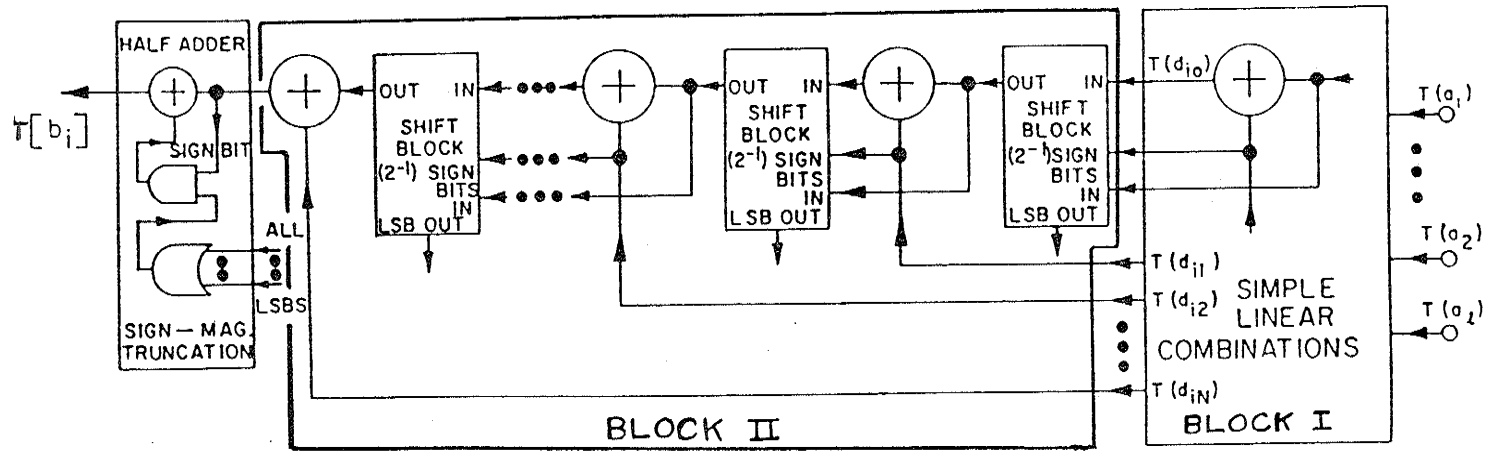 HALF ADDER
T[b_i]
SIGN BIT
ALL
LSBS
SIGN — MAG.
TRUNCATION
OUT IN
SHIFT
BLOCK
(2⁻¹) SIGN
BITS
IN
LSB OUT
OUT IN
SHIFT
BLOCK
(2⁻¹) SIGN
BITS
IN
LSB OUT
OUT IN
SHIFT
BLOCK
(2⁻¹) SIGN
BITS
IN
LSB OUT
BLOCK II
T(d_i0)
T(d_i1)
T(d_i2)
T(d_iN)
SIMPLE
LINEAR
COMBINATIONS
BLOCK I
T(a_1)
T(a_2)
T(a_ℓ)